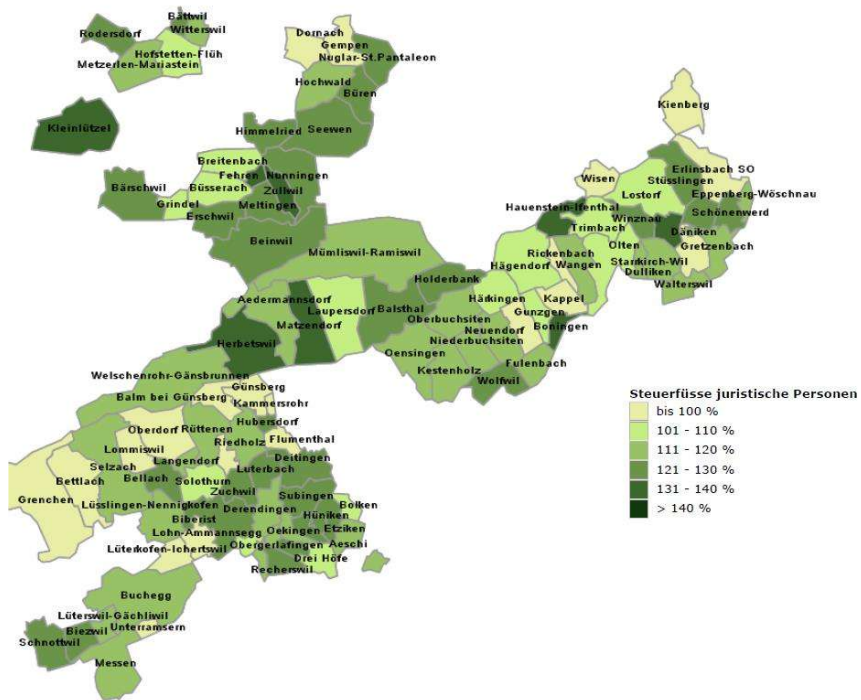 Bättwil
Witterswil
Rodersdorf
Hofstetten-Flüh
Metzerlen-Mariastein
Dornach
Gempen
Nuglar-St.Pantaleon
Hochwald
Büren
Kienberg
Kleinlützel
Himmelried
Seewen
Breitenbach
Fehren
Nunningen
Bärschwil
Büsserach
Zullwil
Grindel
Meltingen
Erschwil
Beinwil
Wisen
Erlinsbach SO
Stüsslingen
Lostorf
Eppenberg-Wöschnau
Hauenstein-Ifenthal
Winznau
Schönenwerd
Trimbach
Däniken
Olten
Gretzenbach
Mümliswil-Ramiswil
Rickenbach
Hägendorf
Wangen
Starrkirch-Wil
Dulliken
Walterswil
Holderbank
Aedermannsdorf
Laupersdorf
Balsthal
Härkingen
Kappel
Gunzgen
Oberbuchsiten
Matzendorf
Neuendorf
Boningen
Herbetswil
Niederbuchsiten
Oensingen
Fulenbach
Kestenholz
Wolfwil
Welschenrohr-Gänsbrunnen
Günsberg
Balm bei Günsberg
Kammersrohr
Hubersdorf
Oberdorf
Rüttenen
Riedholz
Flumenthal
Lommiswil
Langendorf
Deitingen
Selzach
Bellach
Luterbach
Bettlach
Solothurn
Grenchen
Zuchwil
Subingen
Lüsslingen-Nennigkofen
Derendingen
Bolken
Biberist
Hüniken
Lohn-Ammannsegg
Oekingen
Etziken
Lüterkofen-Ichertswil
Obergerlafingen
Aeschi
Drei Höfe
Recherswil
Buchegg
Lüterswil-Gächliwil
Biezwil
Unterramsern
Schnottwil
Messen
Steuerfüsse juristische Personen
bis 100 %
101 - 110 %
111 - 120 %
121 - 130 %
131 - 140 %
> 140 %